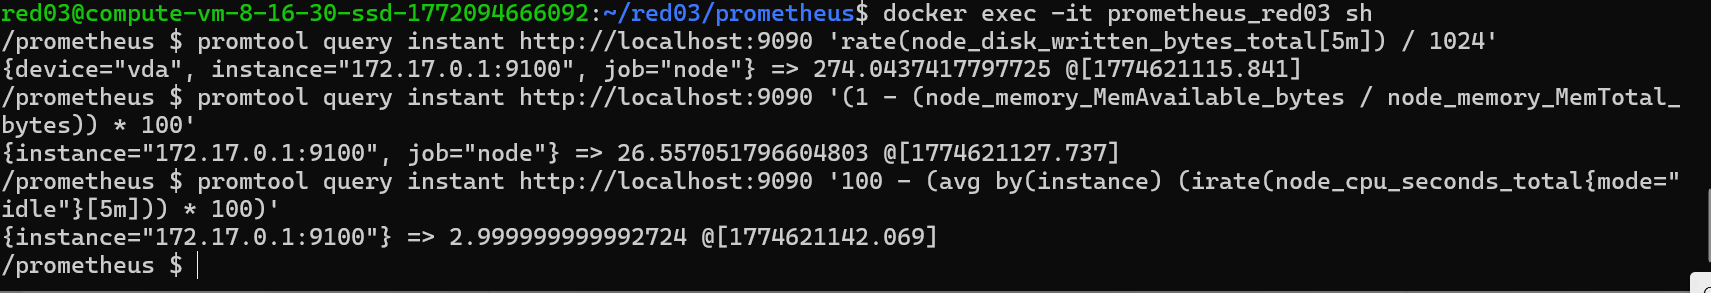 red03@compute-vm-8-16-30-ssd-1772094666092:~/red03/prometheus$ docker exec -it prometheus_red03 sh
/prometheus $ promtool query instant http://localhost:9090 'rate(node_disk_written_bytes_total[5m]) / 1024'
{device="vda", instance="172.17.0.1:9100", job="node"} => 274.0437417797725 @[1774621115.841]
/prometheus $ promtool query instant http://localhost:9090 '(1 - (node_memory_MemAvailable_bytes / node_memory_MemTotal_
bytes)) * 100'
{instance="172.17.0.1:9100", job="node"} => 26.557051796604803 @[1774621127.737]
/prometheus $ promtool query instant http://localhost:9090 '100 - (avg by(instance) (irate(node_cpu_seconds_total{mode="
idle"}[5m])) * 100)'
{instance="172.17.0.1:9100"} => 2.999999999992724 @[1774621142.069]
/prometheus $